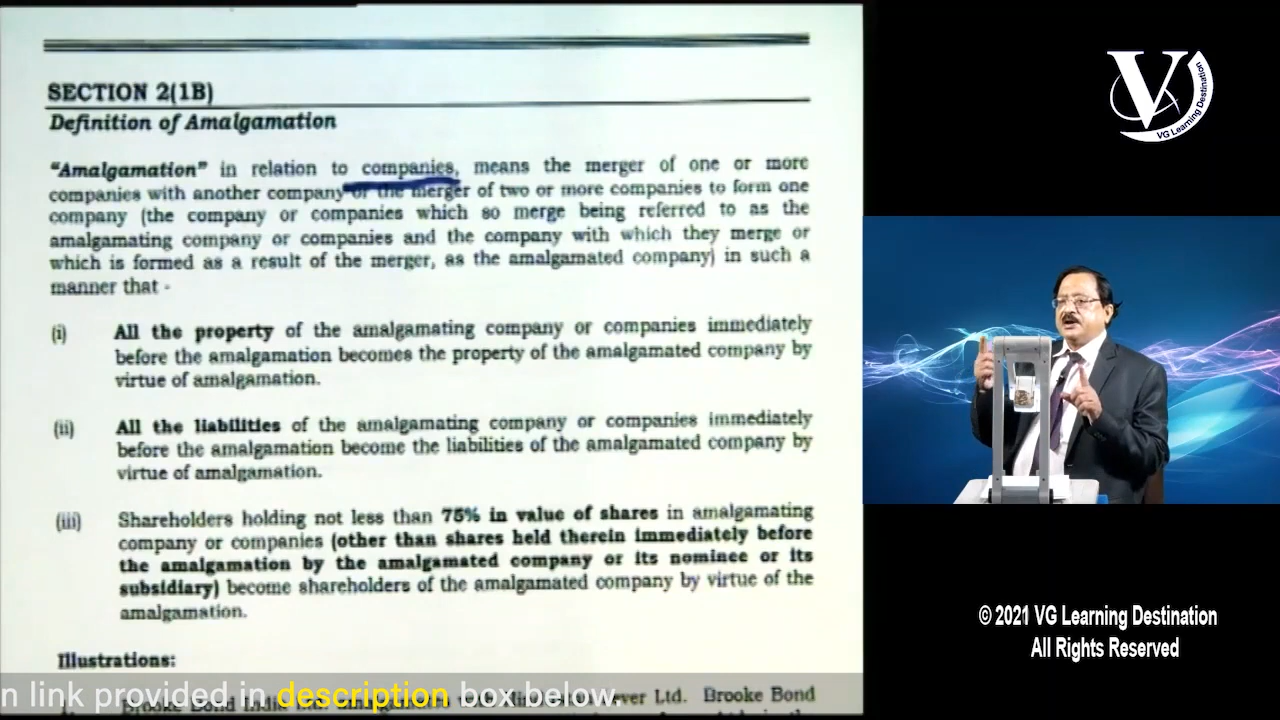 SECTION 2(1B)
Definition of Amalgamation
“Amalgamation” in relation to companies, means the merger of one or more
companies with another company or the merger of two or more companies to form one
company (the company or companies which so merge being referred to as the
amalgamating company or companies and the company with which they merge or
which is formed as a result of the merger, as the amalgamated company) in such a
manner that -
(i) All the property of the amalgamating company or companies immediately
before the amalgamation becomes the property of the amalgamated company by
virtue of amalgamation.
(ii) All the liabilities of the amalgamating company or companies immediately
before the amalgamation become the liabilities of the amalgamated company by
virtue of amalgamation.
(iii) Shareholders holding not less than 75% in value of shares in amalgamating
company or companies (other than shares held therein immediately before
the amalgamation by the amalgamated company or its nominee or its
subsidiary) become shareholders of the amalgamated company by virtue of the
amalgamation.
Illustrations:
n link provided in description box below.
Brooke Bond India Ltd. Ltd. Brooke Bond
V
VG Learning Destination
© 2021 VG Learning Destination
All Rights Reserved